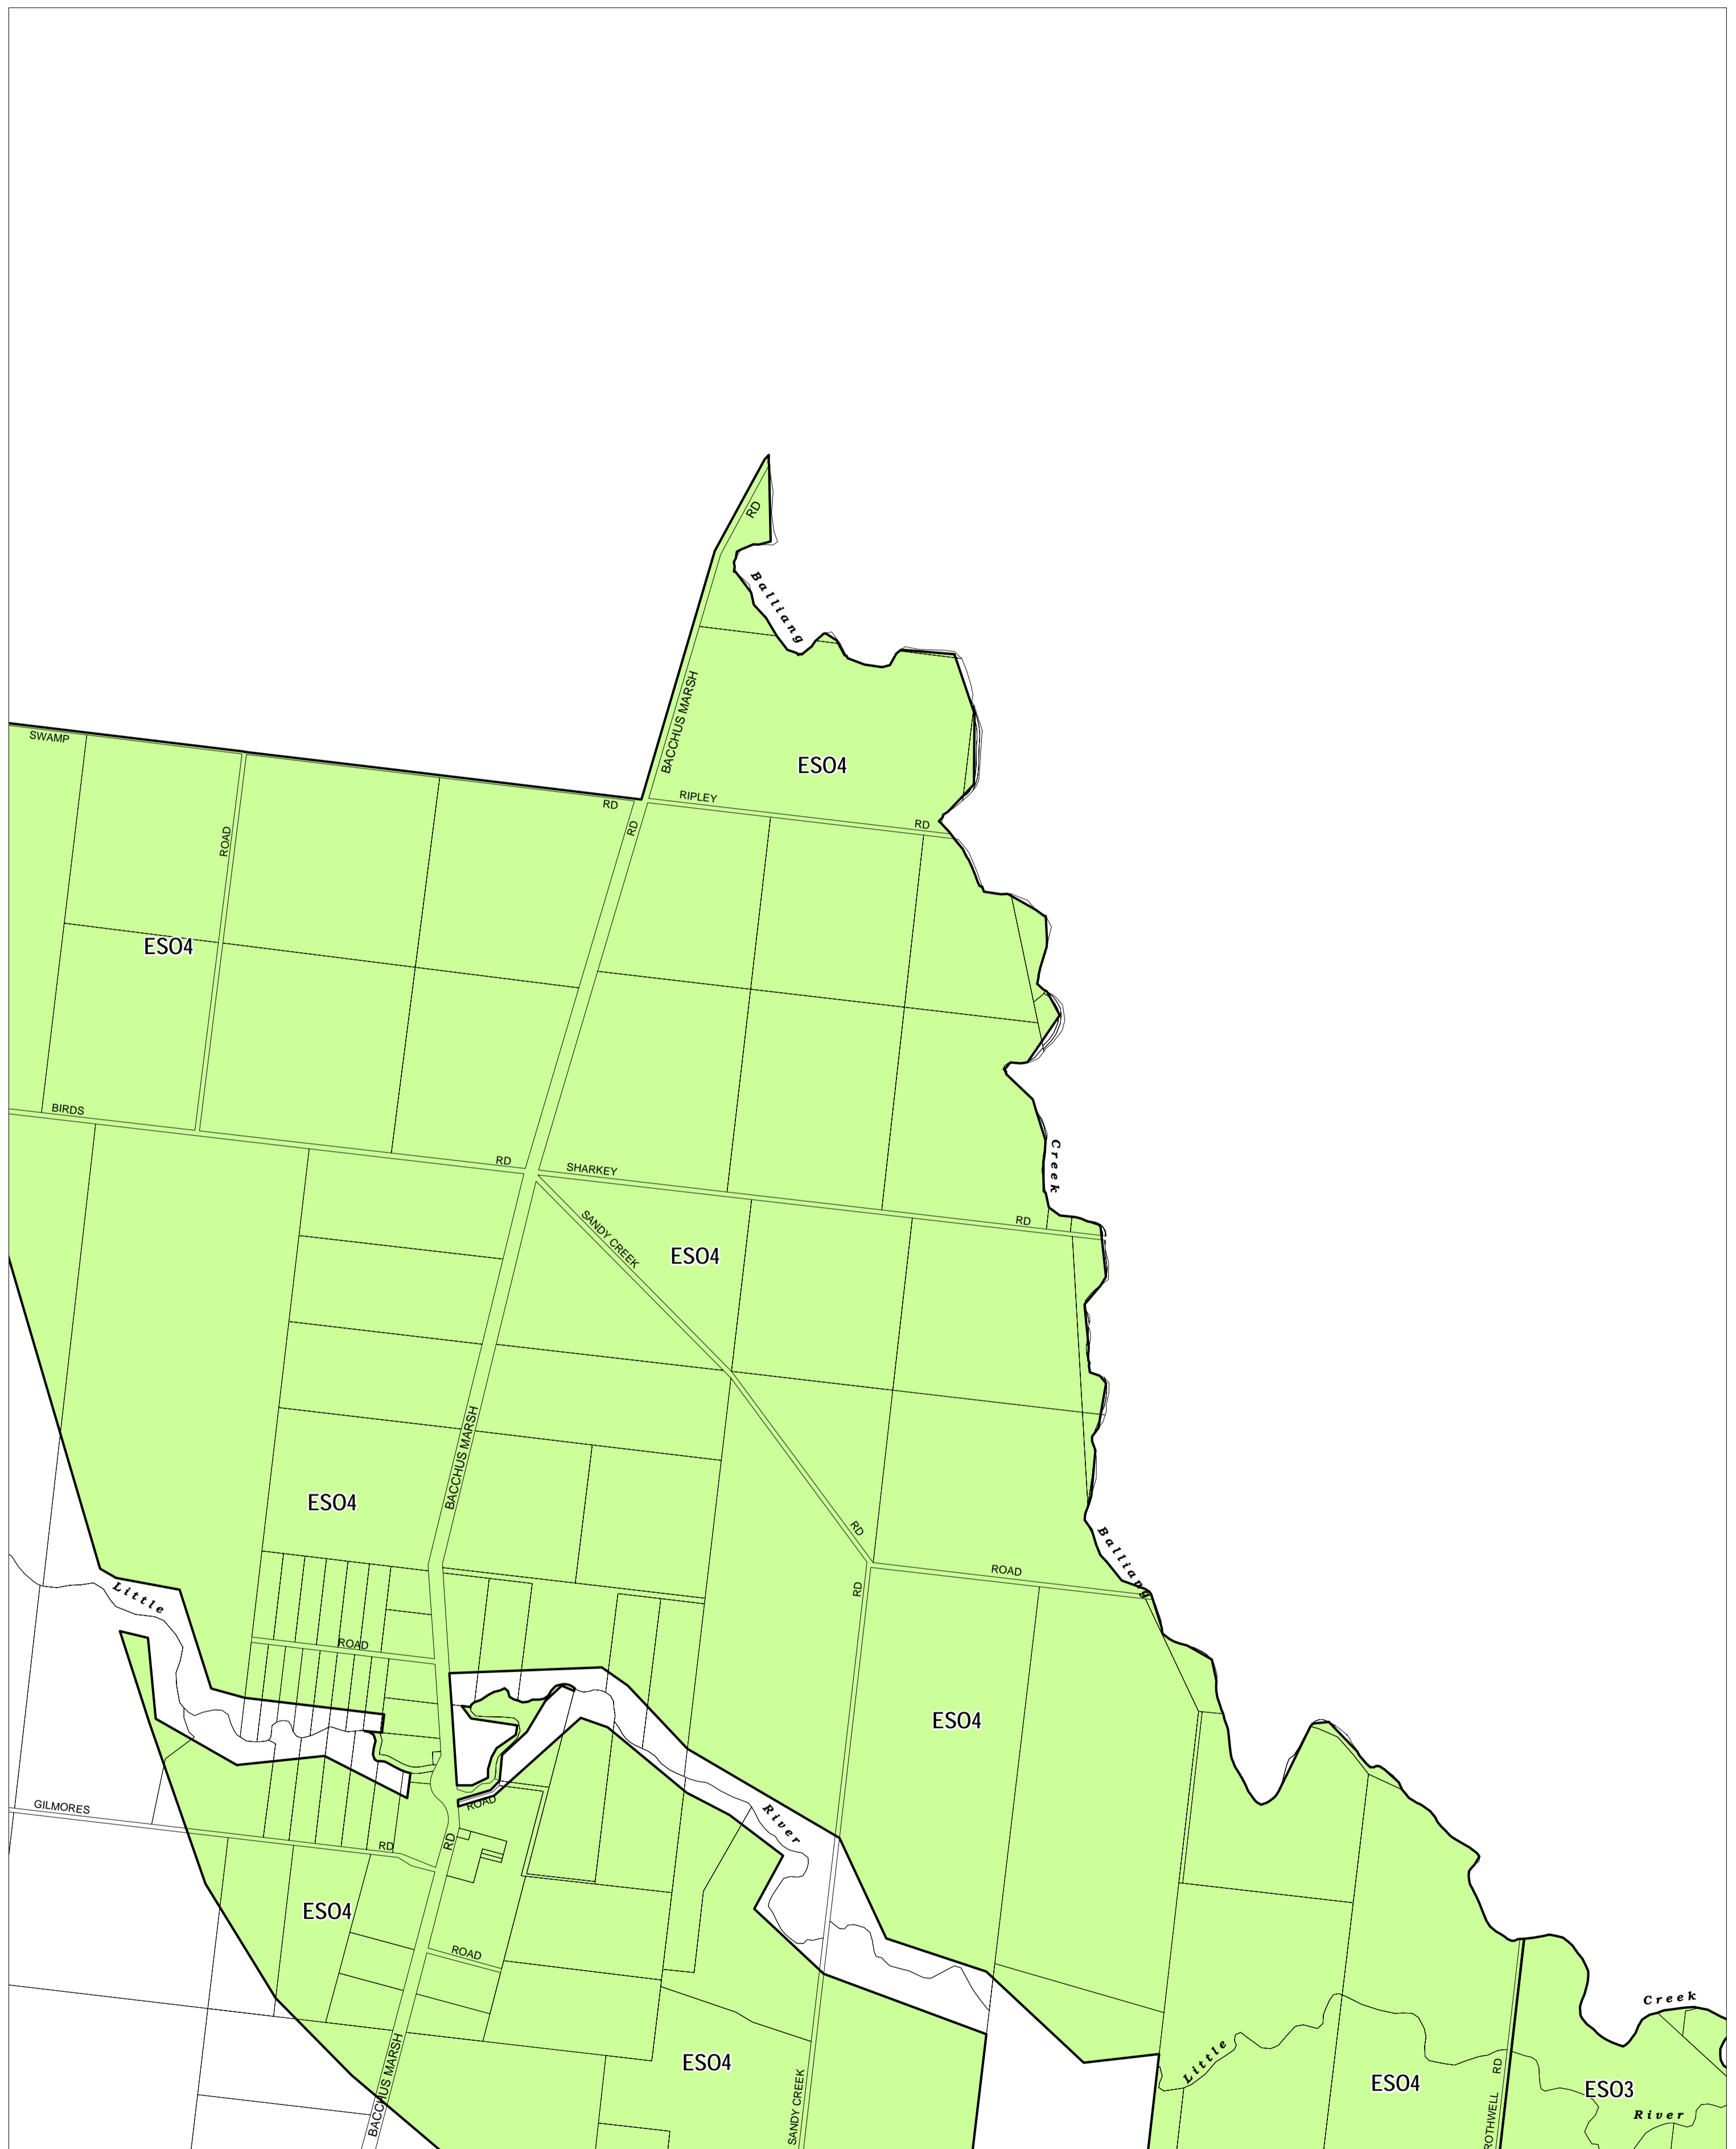 RD
Balliang
BACCHUS MARSH
SWAMP
RD
ESO4
RIPLEY
RD
RD
ROAD
ESO4
BIRDS
RD
SHARKEY
RD
Creek
SANDY CREEK
ESO4
BACCHUS MARSH
ESO4
RD
ROAD
Balliang
RD
Little
ROAD
ESO4
GILMORES
RD
RD
ROAD
River
ESO4
ROAD
BACCHUS MARSH
ESO4
SANDY CREEK
Little
ESO4
RD
ROTHWELL
Creek
ESO3
River